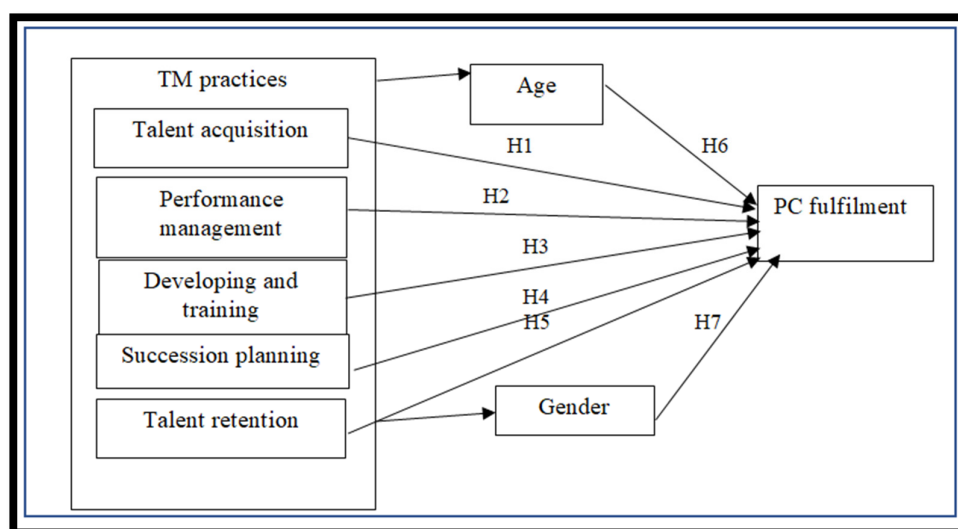 TM practices
Talent acquisition
Performance
management
Developing and
training
Succession planning
Talent retention
Age
Gender
H1
H2
H3
H4
H5
H6
H7
PC fulfilment